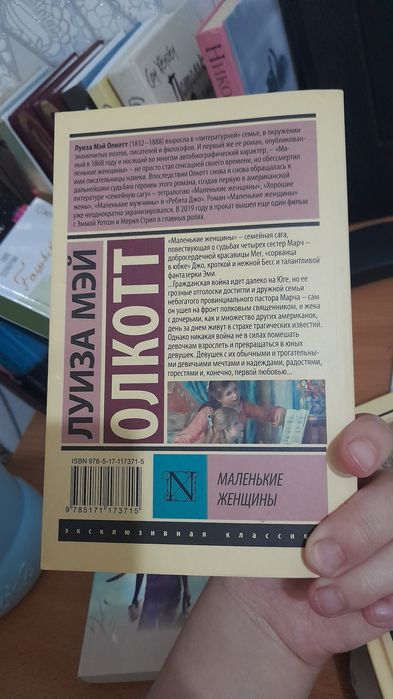 Сон Хоукен
Нико
Луиза Мэй Олкотт (1832–1888) выросла в «литературной» семье, в окружении
знаменитых поэтов, писателей и философов. И первый же ее роман, опубликован-
ный в 1868 году и носящий во многом автобиографический характер, – «Ма-
ленькие женщины» – не просто стал сенсацией своего времени, но обессмертил
имя писательницы навеки. Впоследствии Олкотт снова и снова обращалась к
дальнейшим судьбам героинь этого романа, создав первую в американской
литературе «семейную сагу» – тетралогию «Маленькие женщины», «Хорошие
жены», «Маленькие мужчины» и «Ребята Джо». Роман «Маленькие женщины»
уже неоднократно экранизировался. В 2019 году в прокат вышел еще один фильм
с Эммой Уотсон и Мерил Стрип в главных ролях.
ЛУИЗА МЭЙ
ОЛКОТТ
«Маленькие женщины» – семейная сага,
повествующая о судьбах четырех сестер Марч –
добросердечной красавицы Мег, «сорванца
в юбке» Джо, кроткой и нежной Бесс и талантливой
фантазерки Эми.
...Гражданская война идет далеко на Юге, но ее
грозные отголоски достигли и дружной семьи
небогатого провинциального пастора Марча – сам
он ушел на фронт полковым священником, и жена
с дочерьми, как и множество других американок,
день за днем живут в страхе трагических известий.
Однако никакая война не в силах помешать
девочкам взрослеть и превращаться в юных
девушек. Девушек с их обычными и трогательны-
ми девичьими мечтами и надеждами, радостями,
горестями и, конечно, первой любовью...
ISBN 978-5-17-117371-5
9 785171 173715
N
МАЛЕНЬКИЕ
ЖЕНЩИНЫ
эксклюзивная классик